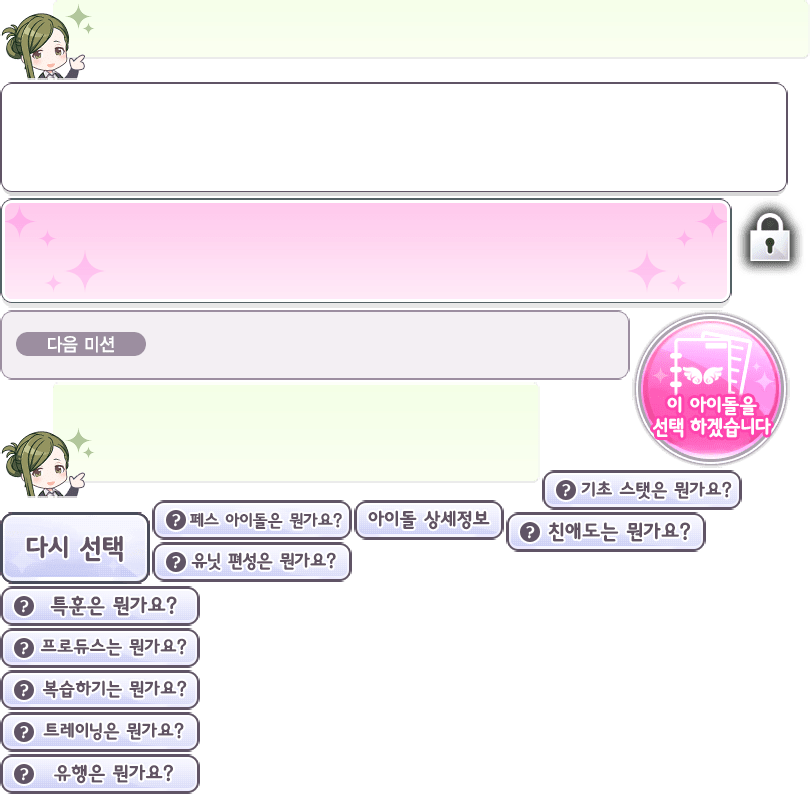 다음 미션
이 아이돌을
선택 하겠습니다
? 기초 스탯은 뭔가요?
? 페스 아이돌은 뭔가요?
아이돌 상세정보
? 친애도는 뭔가요?
다시 선택
? 유닛 편성은 뭔가요?
? 특훈은 뭔가요?
? 프로듀스는 뭔가요?
? 복습하기는 뭔가요?
? 트레이닝은 뭔가요?
? 유행은 뭔가요?